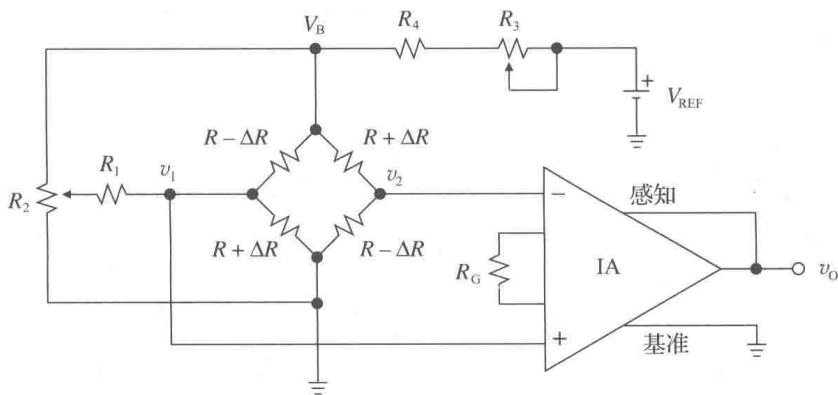 V_B
R_4
R_3
V_REF
R − ΔR
R + ΔR
R_1
v_1
v_2
R_2
R + ΔR
R − ΔR
R_G
−
+
IA
感知
基准
v_O
+